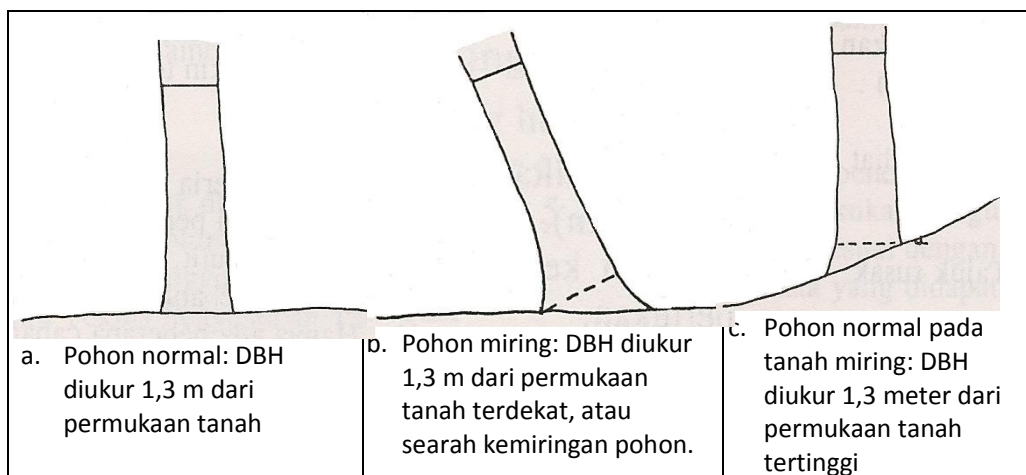 a. Pohon normal: DBH
diukur 1,3 m dari
permukaan tanah
b. Pohon miring: DBH diukur
1,3 m dari permukaan
tanah terdekat, atau
searah kemiringan pohon.
c. Pohon normal pada
tanah miring: DBH
diukur 1,3 meter dari
permukaan tanah
tertinggi